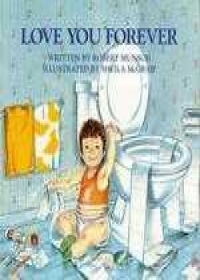 LOVE YOU FOREVER
WRITTEN BY ROBERT MUNSCH
ILLUSTRATED BY SHEILA McGRAW